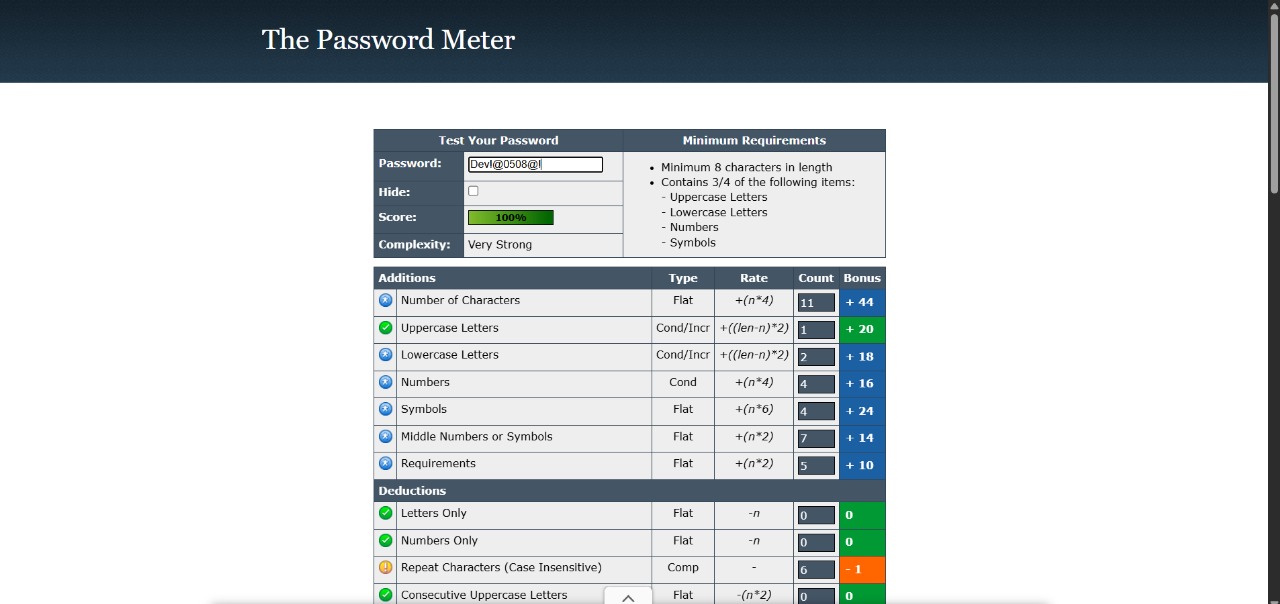 The Password Meter
Test Your Password
Minimum Requirements
Password:
Dev!@0508@!
Hide:
Score:
100%
Complexity:
Very Strong
• Minimum 8 characters in length
• Contains 3/4 of the following items:
- Uppercase Letters
- Lowercase Letters
- Numbers
- Symbols
Additions Type Rate Count Bonus
Number of Characters Flat +(n*4) 11 + 44
Uppercase Letters Cond/Incr +((len-n)*2) 1 + 20
Lowercase Letters Cond/Incr +((len-n)*2) 2 + 18
Numbers Cond +(n*4) 4 + 16
Symbols Flat +(n*6) 4 + 24
Middle Numbers or Symbols Flat +(n*2) 7 + 14
Requirements Flat +(n*2) 5 + 10
Deductions
Letters Only Flat -n 0 0
Numbers Only Flat -n 0 0
Repeat Characters (Case Insensitive) Comp - 6 - 1
Consecutive Uppercase Letters Flat -(n*2) 0 0